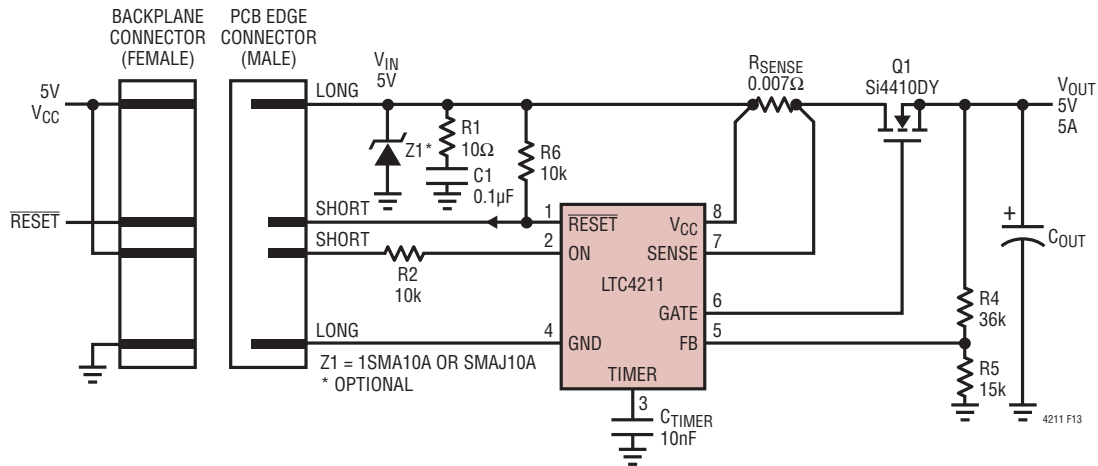 BACKPLANE
CONNECTOR
(FEMALE)
PCB EDGE
CONNECTOR
(MALE)
5V
VCC
RESET
LONG
SHORT
SHORT
LONG
VIN
5V
Z1*
R1
10Ω
C1
0.1µF
R6
10k
R2
10k
RSENSE
0.007Ω
Q1
Si4410DY
VOUT
5V
5A
1
2
4
8
7
6
5
3
RESET
ON
GND
VCC
SENSE
LTC4211
GATE
FB
TIMER
CTIMER
10nF
R4
36k
R5
15k
+
COUT
Z1 = 1SMA10A OR SMAJ10A
* OPTIONAL
4211 F13